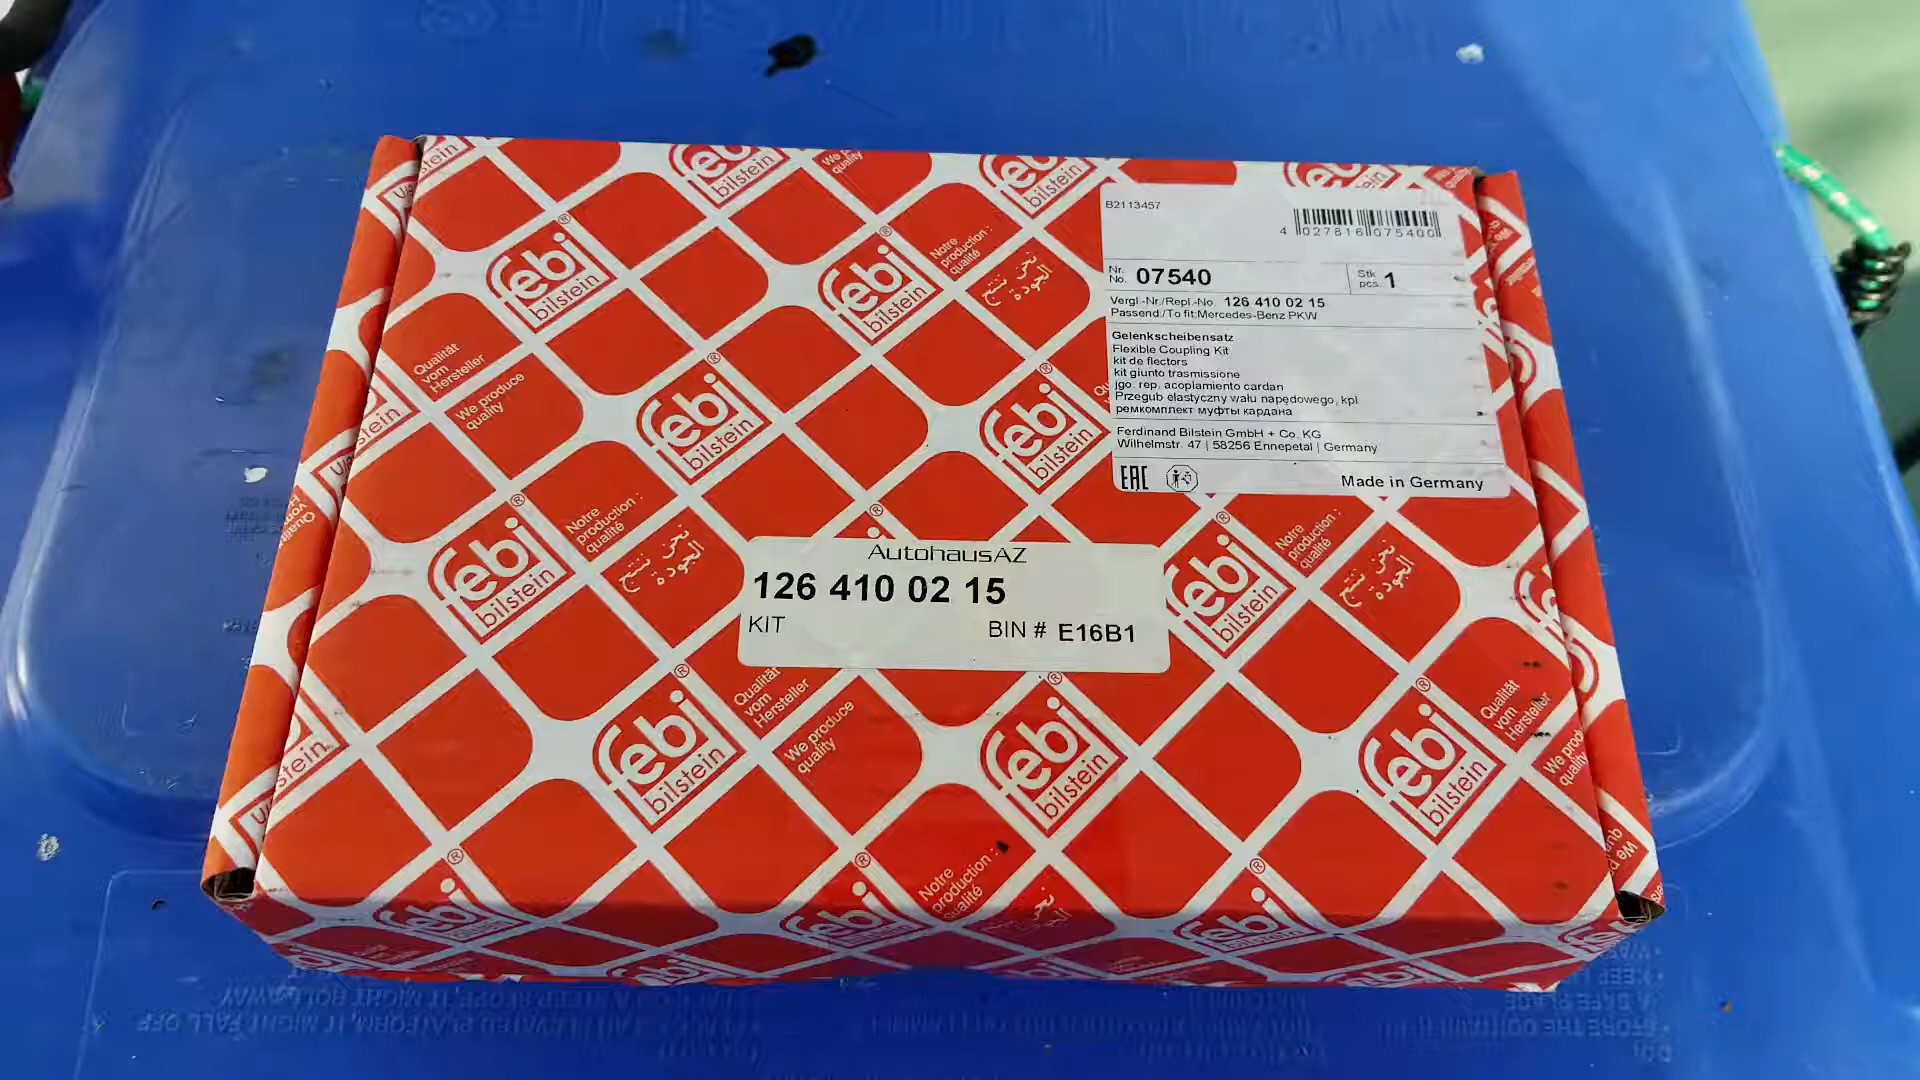 B2113457
4 027816 075400
Nr.
No. 07540
Stk
pcs. 1
Vergl.-Nr./Repl.-No. 126 410 02 15
Passend./To fit:Mercedes-Benz PKW
Gelenkscheibensatz
Flexible Coupling Kit
kit de flectors
kit giunto trasmissione
jgo. rep. acoplamiento cardan
Przegub elastyczny wału napędowego, kpl
ремкомплект муфты кардана
Ferdinand Bilstein GmbH + Co. KG
Wilhelmstr. 47 | 58256 Ennepetal | Germany
EAC
Made in Germany
AutohausAZ
126 410 02 15
KIT
BIN # E16B1
febi®
bilstein
Qualität
vom
Hersteller
We produce
quality
Notre
production :
qualité
نحن ننتج
الجودة